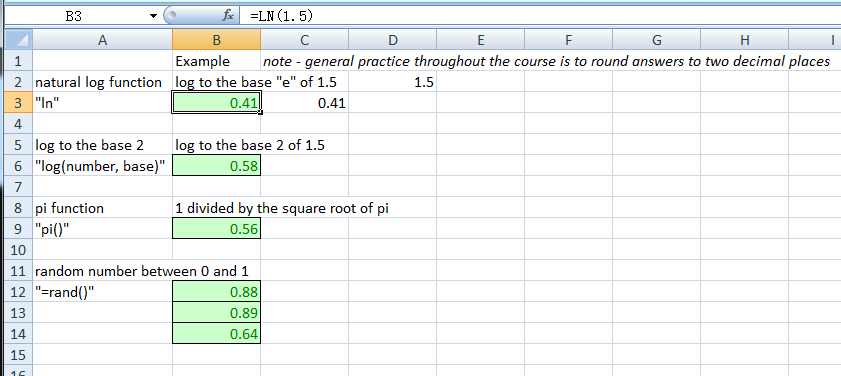 B3 fx =LN(1.5)
A B C D E F G H I
1 Example note - general practice throughout the course is to round answers to two decimal places
2 natural log function log to the base "e" of 1.5 1.5
3 "ln" 0.41 0.41
4
5 log to the base 2 log to the base 2 of 1.5
6 "log(number, base)" 0.58
7
8 pi function 1 divided by the square root of pi
9 "pi()" 0.56
10
11 random number between 0 and 1
12 "=rand()" 0.88
13 0.89
14 0.64
15
16